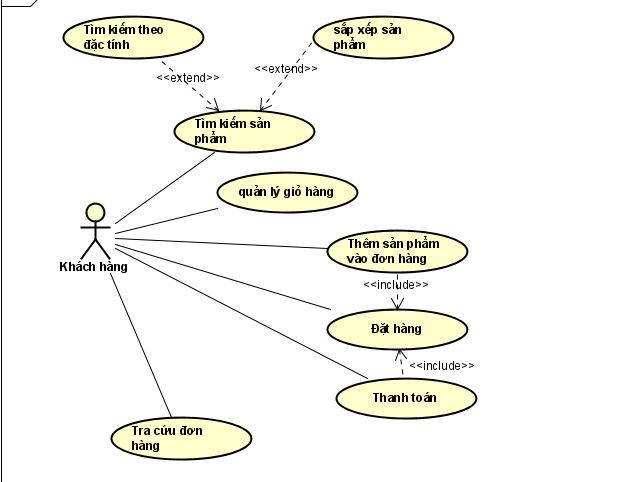 Tìm kiếm theo
đặc tính
sắp xếp sản
phẩm
<<extend>>
<<extend>>
Tìm kiếm sản
phẩm
quản lý giỏ hàng
Khách hàng
Thêm sản phẩm
vào đơn hàng
<<include>>
Đặt hàng
<<include>>
Thanh toán
Tra cứu đơn
hàng